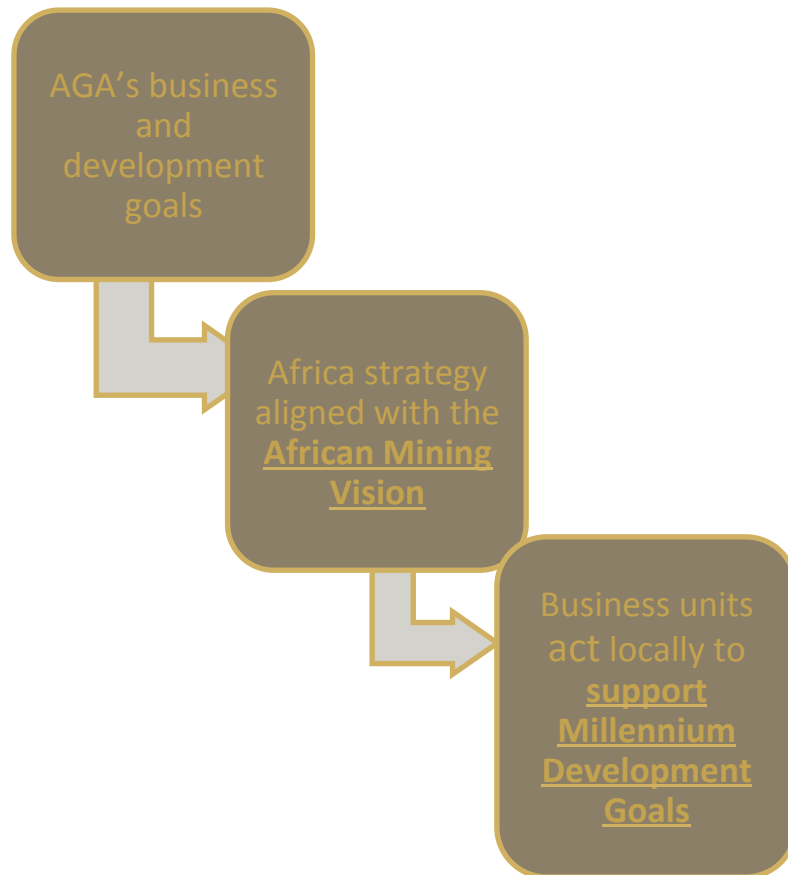 AGA’s business
and
development
goals
Africa strategy
aligned with the
African Mining
Vision
Business units
act locally to
support
Millennium
Development
Goals